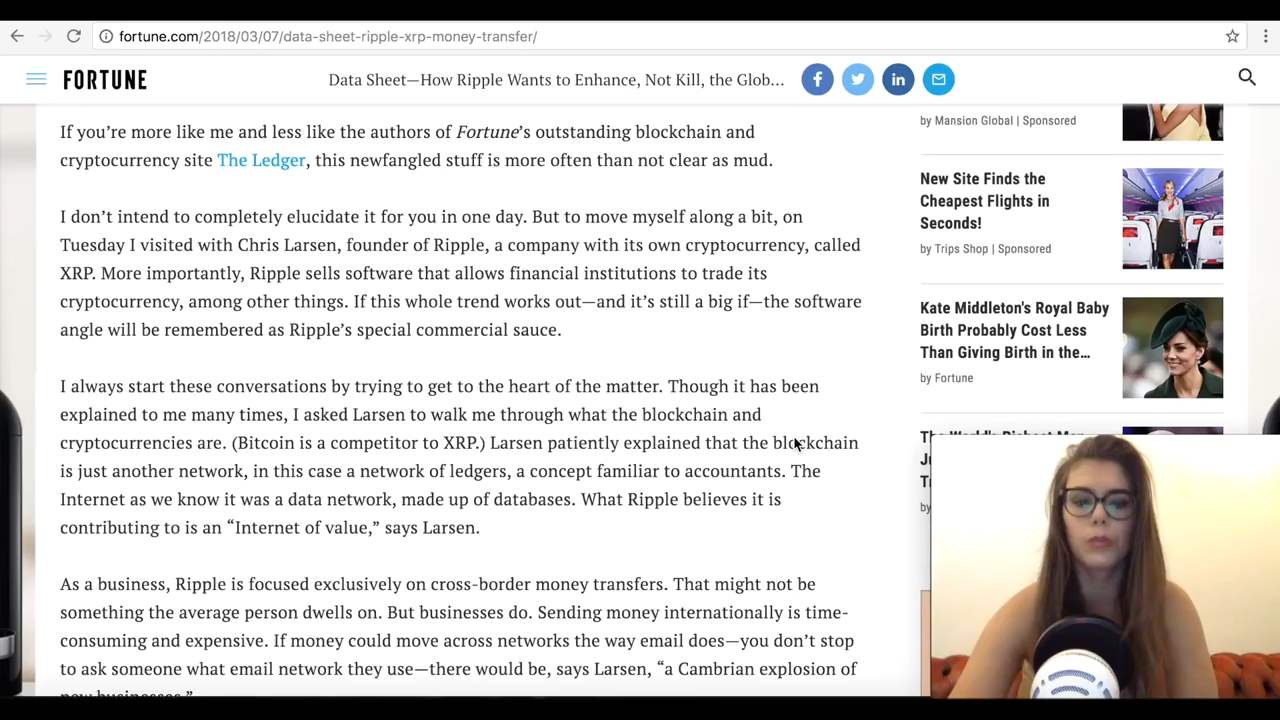 fortune.com/2018/03/07/data-sheet-ripple-xrp-money-transfer/
FORTUNE
Data Sheet—How Ripple Wants to Enhance, Not Kill, the Glob...
If you’re more like me and less like the authors of Fortune’s outstanding blockchain and
cryptocurrency site The Ledger, this newfangled stuff is more often than not clear as mud.
I don’t intend to completely elucidate it for you in one day. But to move myself along a bit, on
Tuesday I visited with Chris Larsen, founder of Ripple, a company with its own cryptocurrency, called
XRP. More importantly, Ripple sells software that allows financial institutions to trade its
cryptocurrency, among other things. If this whole trend works out—and it’s still a big if—the software
angle will be remembered as Ripple’s special commercial sauce.
I always start these conversations by trying to get to the heart of the matter. Though it has been
explained to me many times, I asked Larsen to walk me through what the blockchain and
cryptocurrencies are. (Bitcoin is a competitor to XRP.) Larsen patiently explained that the blockchain
is just another network, in this case a network of ledgers, a concept familiar to accountants. The
Internet as we know it was a data network, made up of databases. What Ripple believes it is
contributing to is an “Internet of value,” says Larsen.
As a business, Ripple is focused exclusively on cross-border money transfers. That might not be
something the average person dwells on. But businesses do. Sending money internationally is time-
consuming and expensive. If money could move across networks the way email does—you don’t stop
to ask someone what email network they use—there would be, says Larsen, “a Cambrian explosion of
new businesses.”
by Mansion Global | Sponsored
New Site Finds the
Cheapest Flights in
Seconds!
by Trips Shop | Sponsored
Kate Middleton's Royal Baby
Birth Probably Cost Less
Than Giving Birth in the...
by Fortune
The World's Richest
by